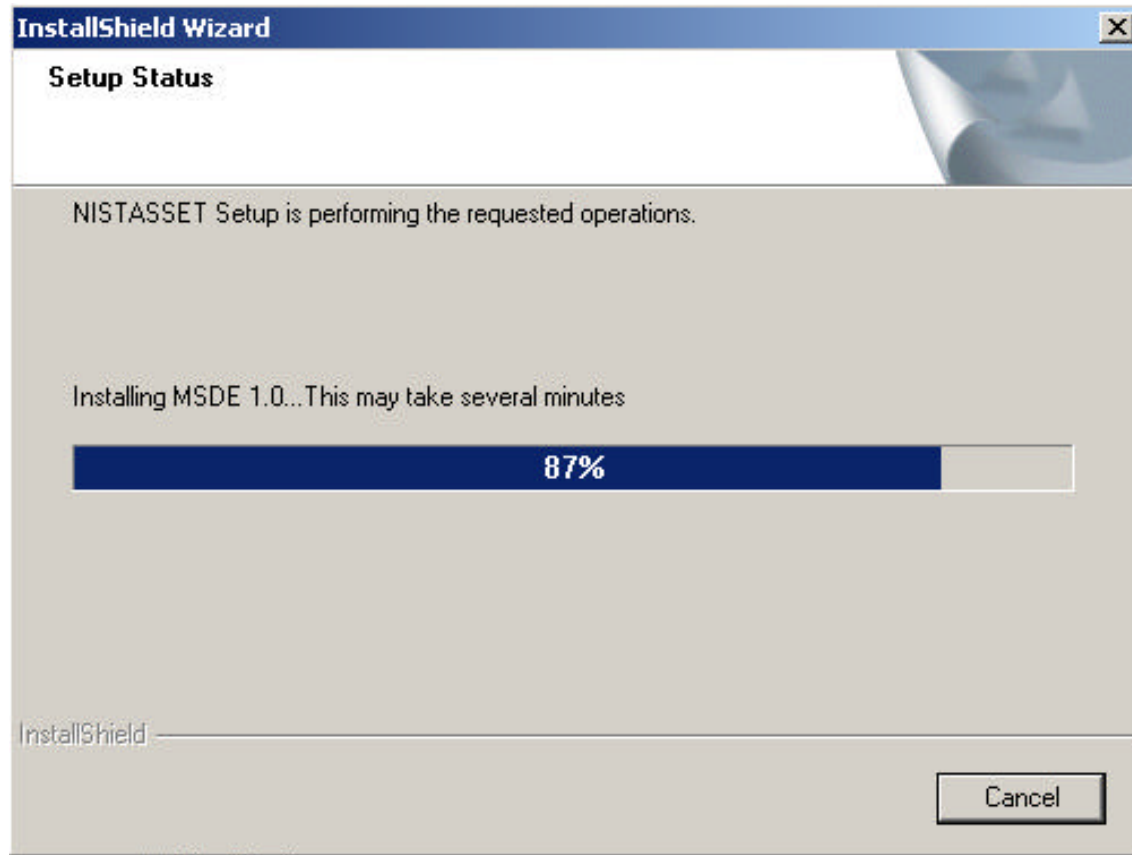 InstallShield Wizard
Setup Status
NISTASSET Setup is performing the requested operations.
Installing MSDE 1.0...This may take several minutes
87%
InstallShield
Cancel